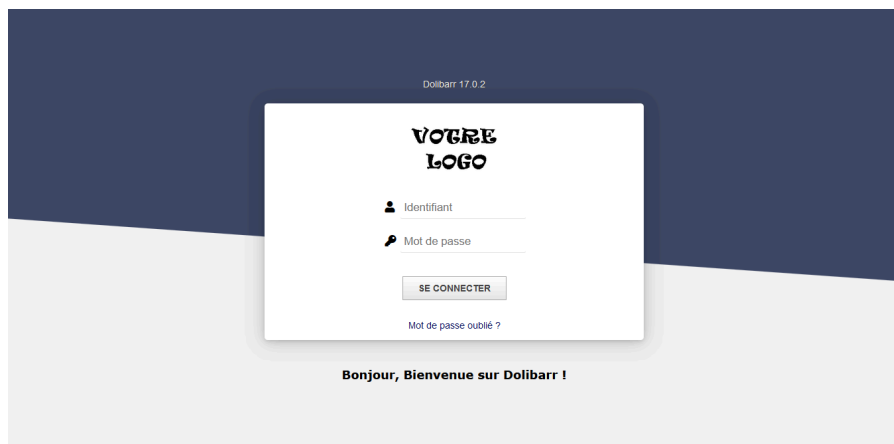 Dolibarr 17.0.2
VOTRE
LOGO
Identifiant
Mot de passe
SE CONNECTER
Mot de passe oublié ?
Bonjour, Bienvenue sur Dolibarr !